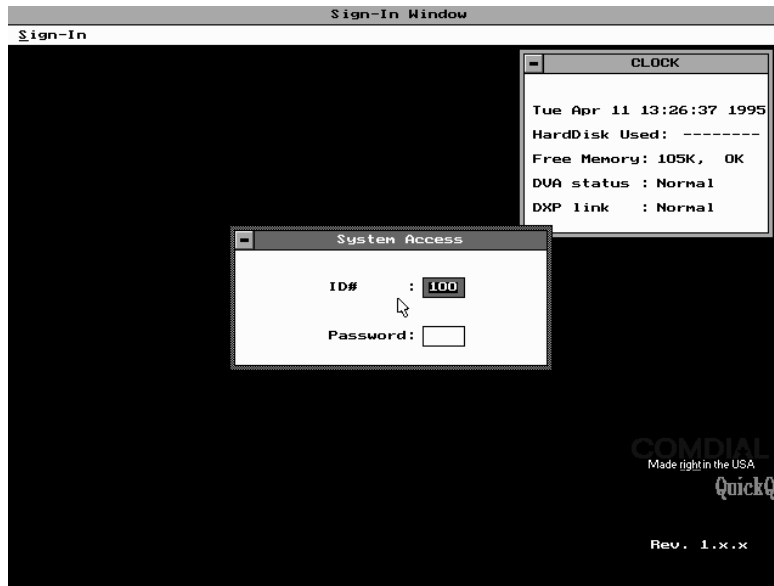 Sign-In Window
Sign-In
CLOCK
Tue Apr 11 13:26:37 1995
HardDisk Used: --------
Free Memory: 105K, OK
DVA status : Normal
DXP link : Normal
System Access
ID# : 100
Password:
COMDIAL
Made right in the USA
QuickQ
Rev. 1.x.x